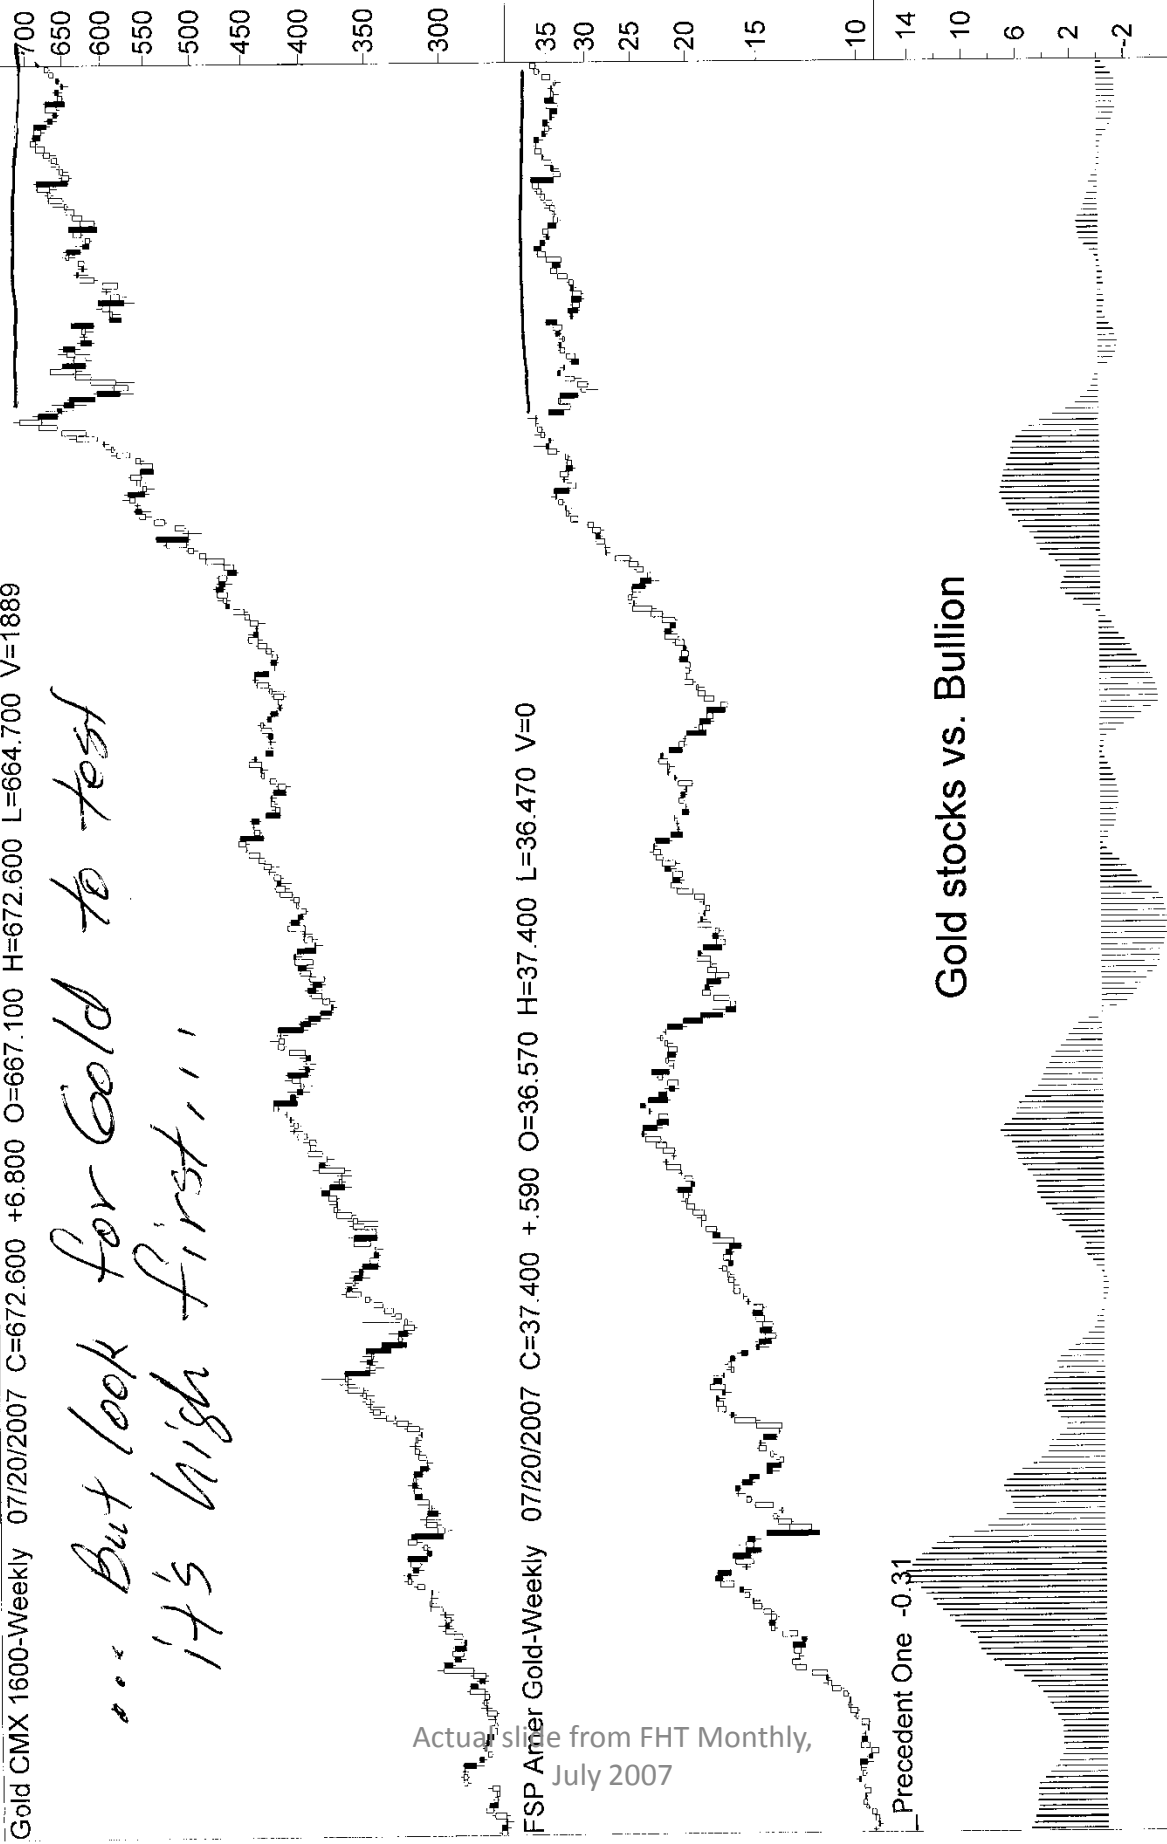 Gold CMX 1600-Weekly 07/20/2007 C=672.600 +6.800 O=667.100 H=672.600 L=664.700 V=1889
... But look for Gold to test
it's high first,,,
700
650
600
550
500
450
400
350
300
FSP Amer Gold-Weekly 07/20/2007 C=37.400 +.590 O=36.570 H=37.400 L=36.470 V=0
35
30
25
20
15
10
Precedent One -0.31
Gold stocks vs. Bullion
14
10
6
2
-2
Actual slide from FHT Monthly,
July 2007